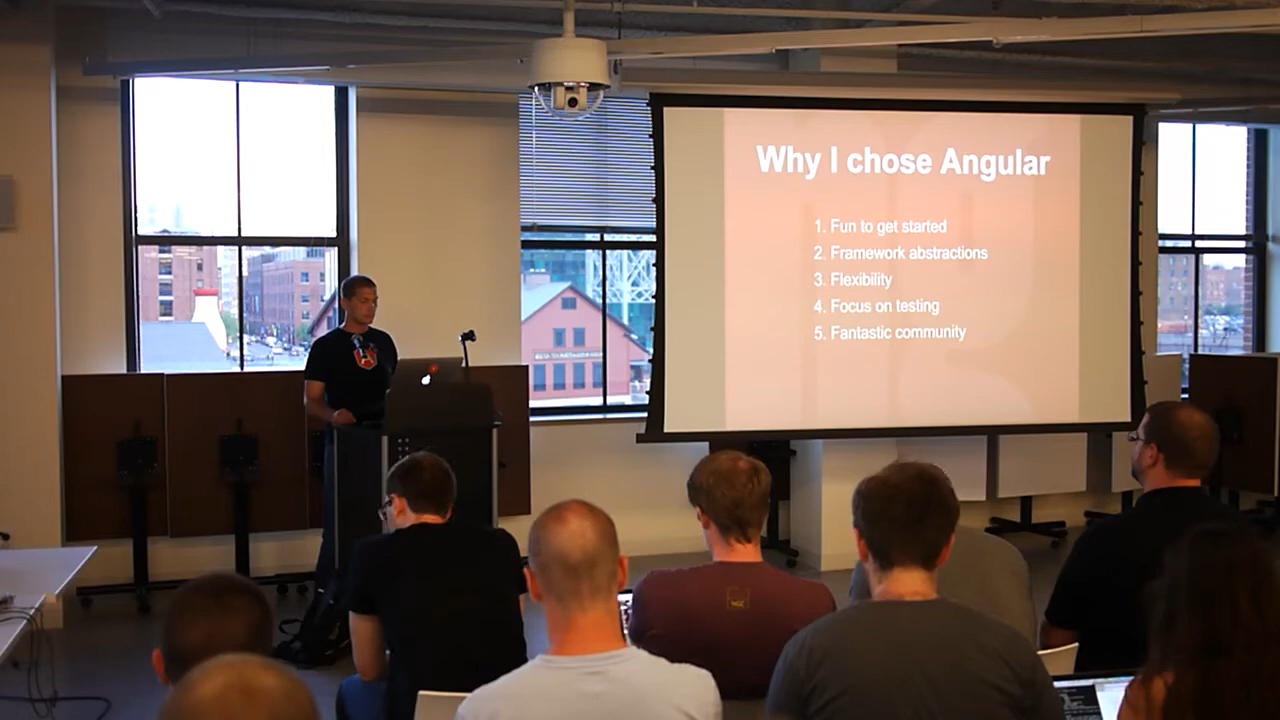 Why I chose Angular
1. Fun to get started
2. Framework abstractions
3. Flexibility
4. Focus on testing
5. Fantastic community